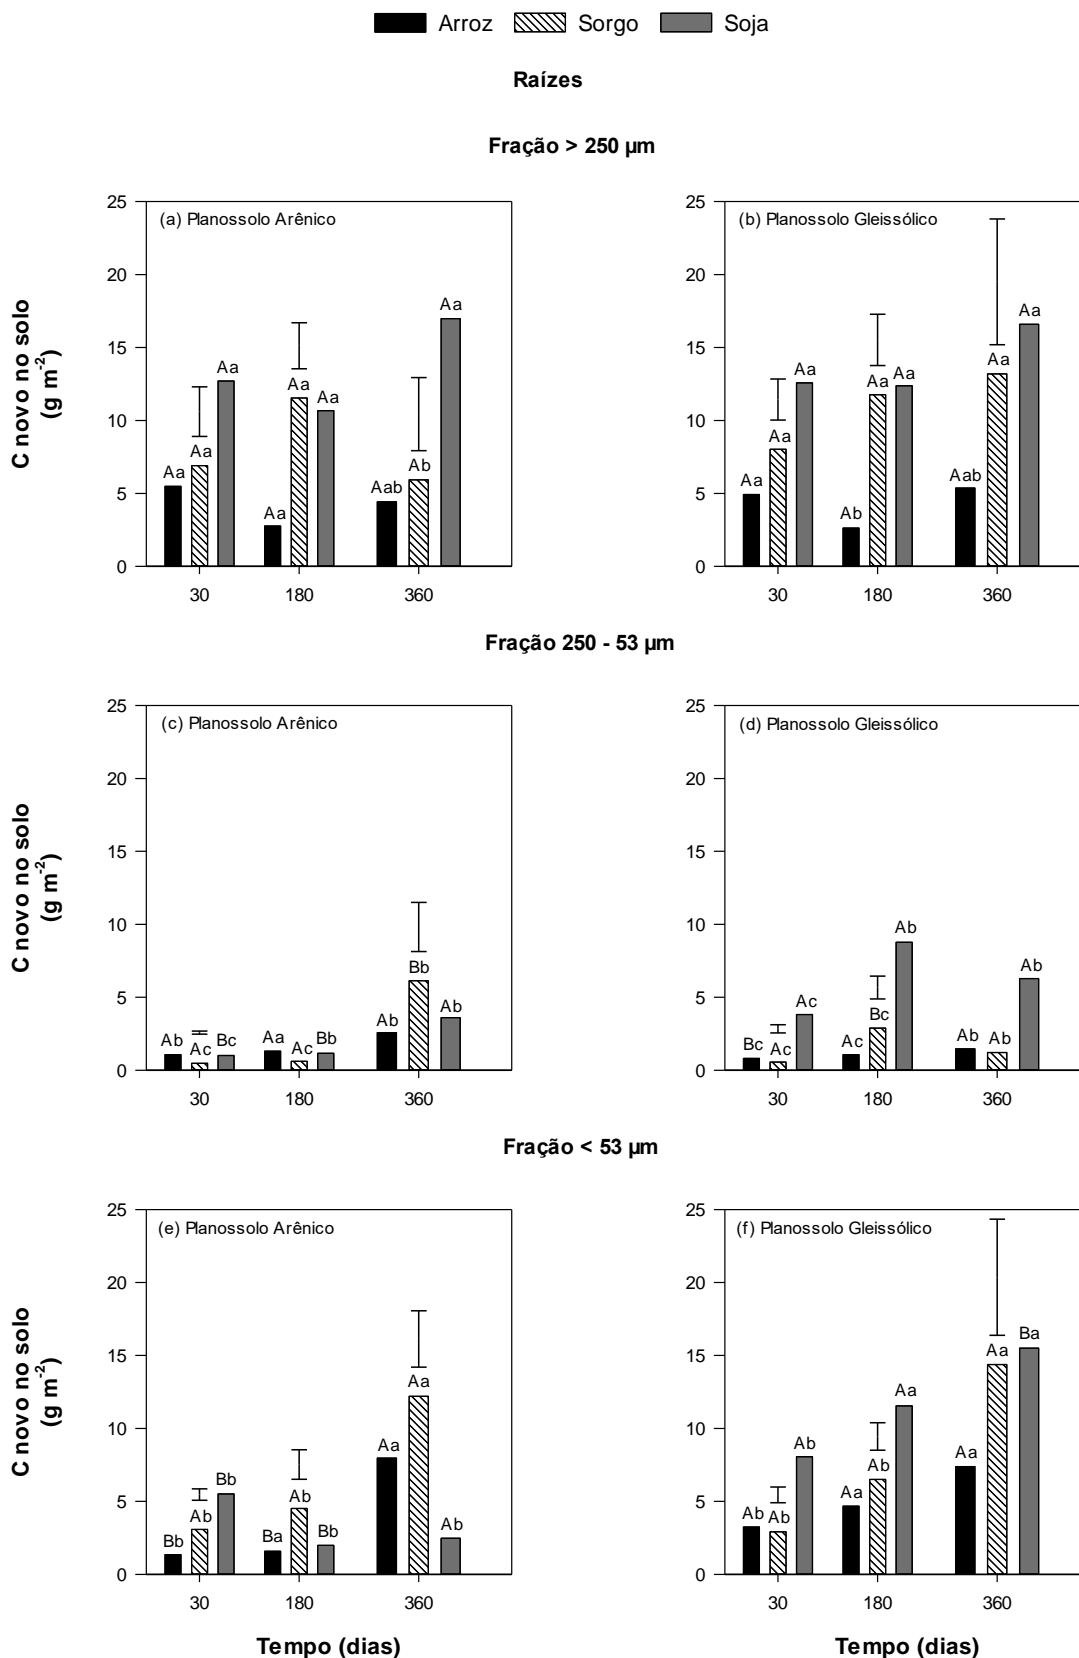 Arroz Sorgo Soja
Raízes
Fração > 250 µm
(a) Planossolo Arênico
(b) Planossolo Gleissólico
C novo no solo
(g m-2)
25
20
15
10
5
0
Aa Aa Aa
Aa Aa Aa
Aab Ab Aa
30 180 360
25
20
15
10
5
0
Aa Aa Aa
Ab Aa Aa
Aab Aa Aa
30 180 360
Fração 250 - 53 µm
(c) Planossolo Arênico
(d) Planossolo Gleissólico
C novo no solo
(g m-2)
25
20
15
10
5
0
Ab Ac Bc
Aa Ac Bb
Ab Bb Ab
30 180 360
25
20
15
10
5
0
Bc Ac Ac
Ac Bc Ab
Ab Ab Ab
30 180 360
Fração < 53 µm
(e) Planossolo Arênico
(f) Planossolo Gleissólico
C novo no solo
(g m-2)
25
20
15
10
5
0
Bb Ab Bb
Ba Ab Bb
Aa Aa Ab
30 180 360
Tempo (dias)
25
20
15
10
5
0
Ab Ab Ab
Aa Ab Aa
Aa Aa Ba
30 180 360
Tempo (dias)